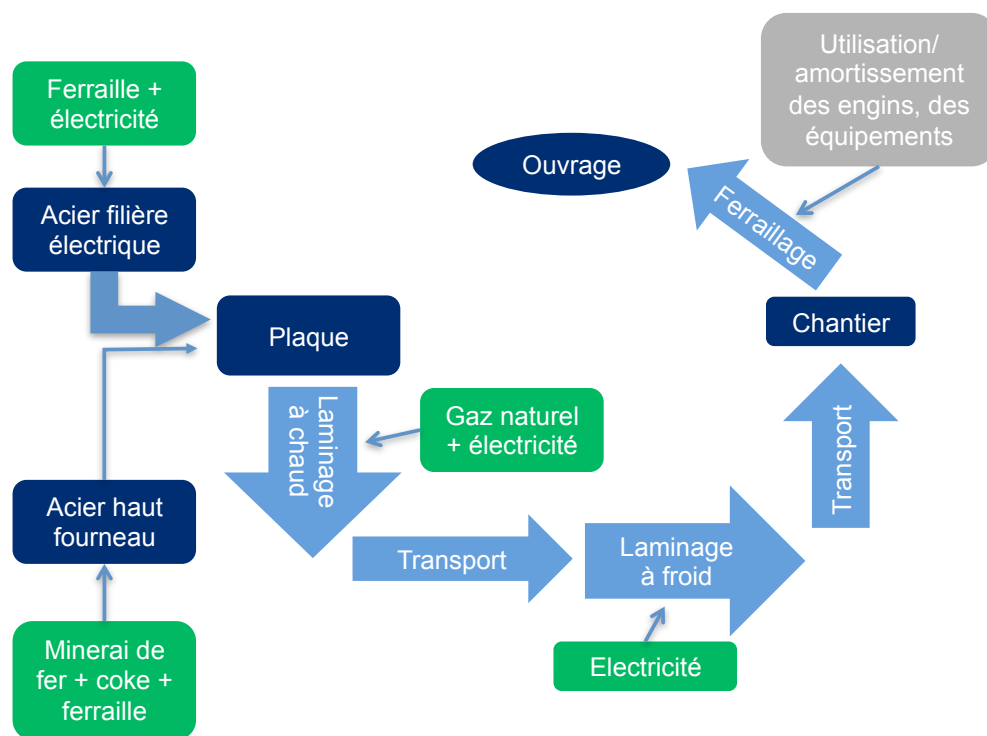 Ferraille +
électricité
Acier filière
électrique
Plaque
Acier haut
fourneau
Minerai de
fer + coke +
ferraille
Laminage
à chaud
Gaz naturel
+ électricité
Transport
Laminage
à froid
Electricité
Transport
Chantier
Ferraillage
Utilisation/
amortissement
des engins, des
équipements
Ouvrage